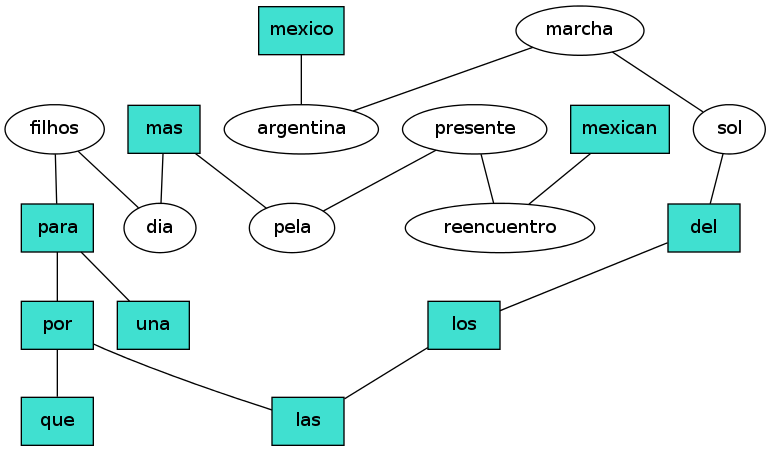 mexico
marcha
filhos
mas
argentina
presente
mexican
sol
para
dia
pela
reencuentro
del
por
una
los
que
las